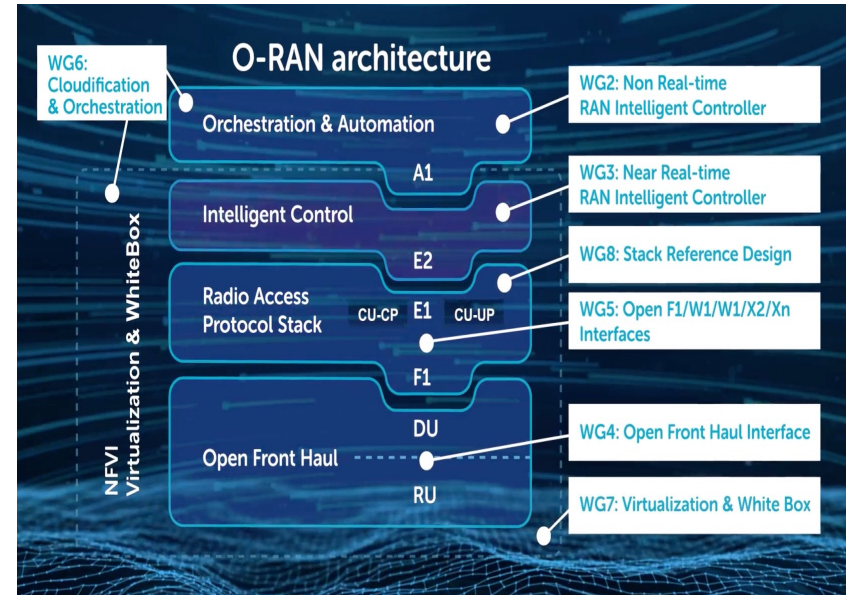 O-RAN architecture
WG6:
Cloudification
& Orchestration
Orchestration & Automation
A1
WG2: Non Real-time
RAN Intelligent Controller
Intelligent Control
E2
WG3: Near Real-time
RAN Intelligent Controller
Radio Access
Protocol Stack
CU-CP
E1
CU-UP
F1
WG8: Stack Reference Design
WG5: Open F1/W1/W1/X2/Xn
Interfaces
DU
Open Front Haul
RU
WG4: Open Front Haul Interface
WG7: Virtualization & White Box
NFVI
Virtualization & WhiteBox